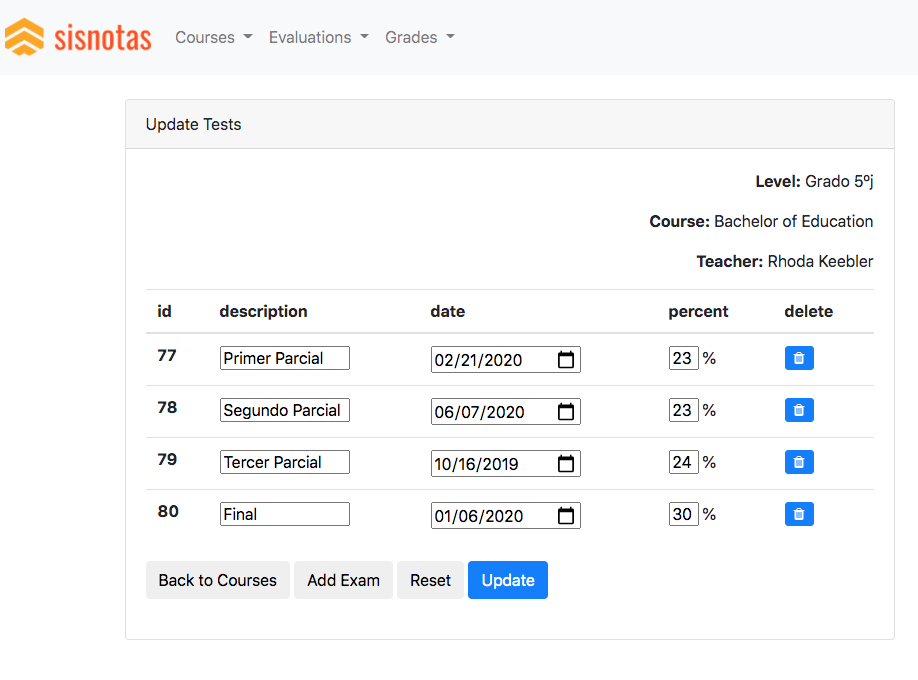 sisnotas Courses Evaluations Grades
Update Tests
Level: Grado 5ºj
Course: Bachelor of Education
Teacher: Rhoda Keebler
id description date percent delete
77 Primer Parcial 02/21/2020 23 %
78 Segundo Parcial 06/07/2020 23 %
79 Tercer Parcial 10/16/2019 24 %
80 Final 01/06/2020 30 %
Back to Courses Add Exam Reset Update